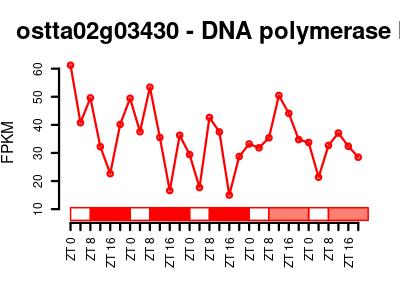 ostta02g03430 - DNA polymerase
FPKM
60
50
40
30
20
10
ZT 0
ZT 8
ZT 16
ZT 0
ZT 8
ZT 16
ZT 0
ZT 8
ZT 16
ZT 0
ZT 8
ZT 16
ZT 0
ZT 8
ZT 16